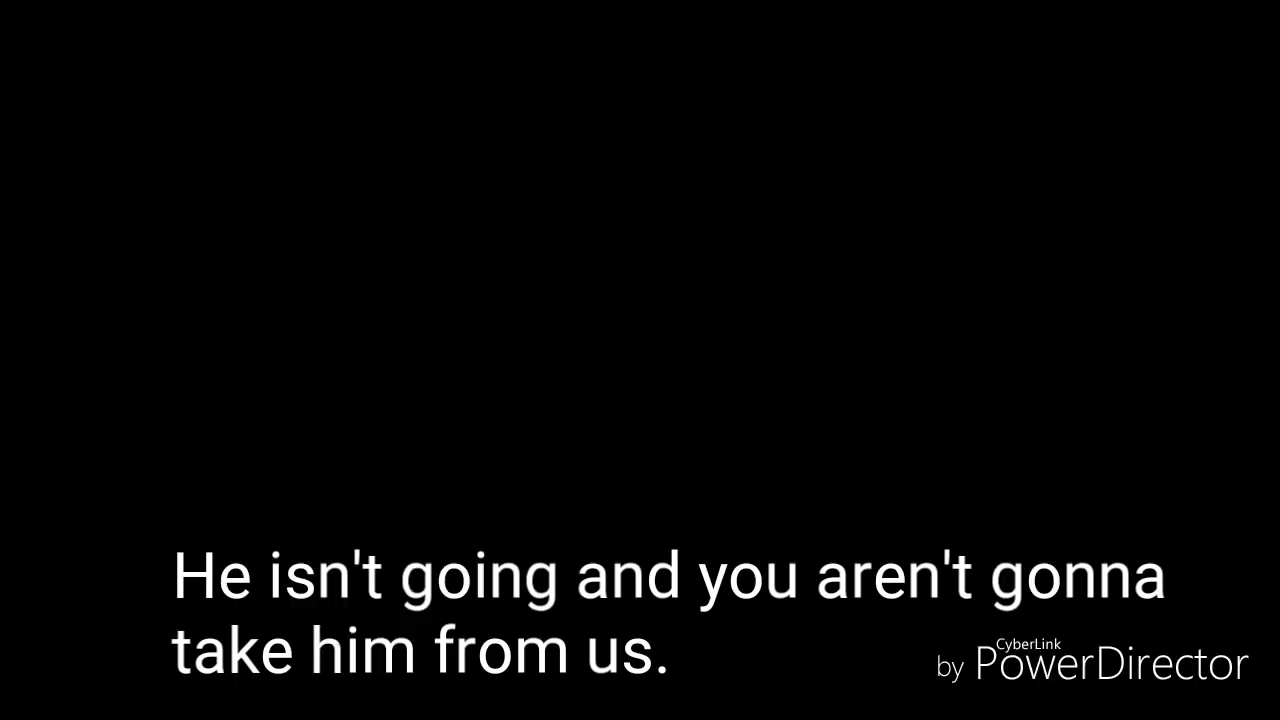 He isn't going and you aren't gonna
take him from us.
by CyberLink PowerDirector